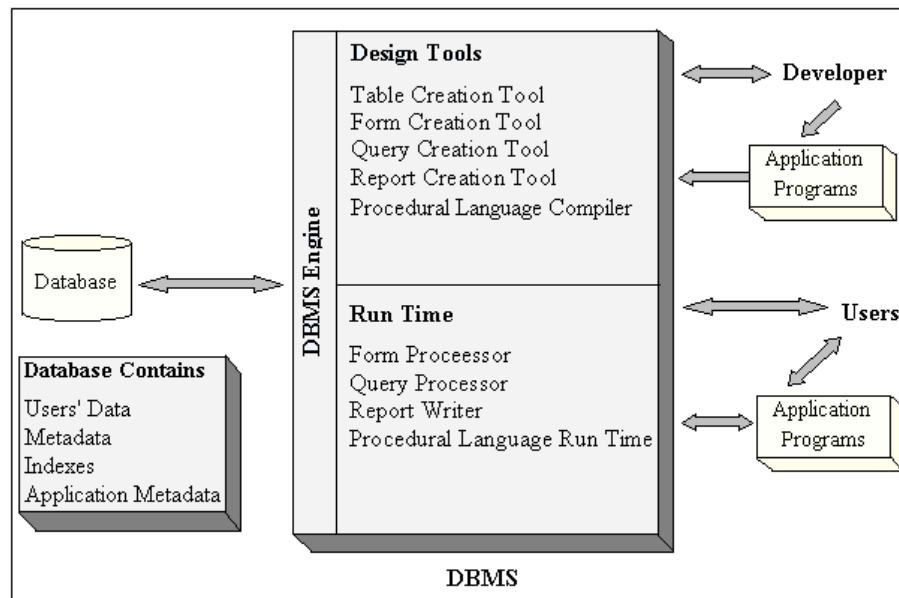 Design Tools
Table Creation Tool
Form Creation Tool
Query Creation Tool
Report Creation Tool
Procedural Language Compiler
Developer
Application
Programs
DBMS Engine
Database
Run Time
Form Proceessor
Query Processor
Report Writer
Procedural Language Run Time
Users
Application
Programs
Database Contains
Users' Data
Metadata
Indexes
Application Metadata
DBMS